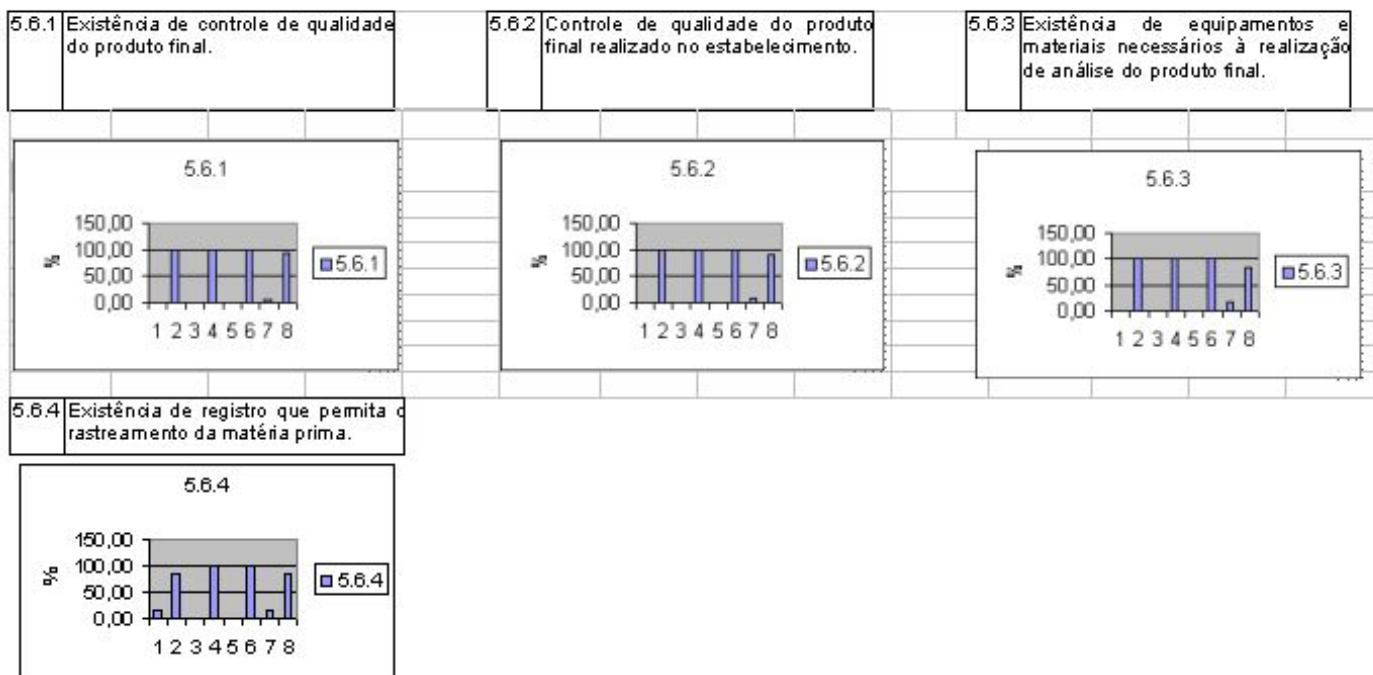 5.6.1 Existência de controle de qualidade
do produto final.
5.6.2 Controle de qualidade do produto
final realizado no estabelecimento.
5.6.3 Existência de equipamentos e
materiais necessários à realização
de análise do produto final.
5.6.1
150,00
100,00
50,00
0,00
%
1 2 3 4 5 6 7 8
5.6.1
5.6.2
150,00
100,00
50,00
0,00
%
1 2 3 4 5 6 7 8
5.6.2
5.6.3
150,00
100,00
50,00
0,00
%
1 2 3 4 5 6 7 8
5.6.3
5.6.4 Existência de registro que permita o
rastreamento da matéria prima.
5.6.4
150,00
100,00
50,00
0,00
%
1 2 3 4 5 6 7 8
5.6.4